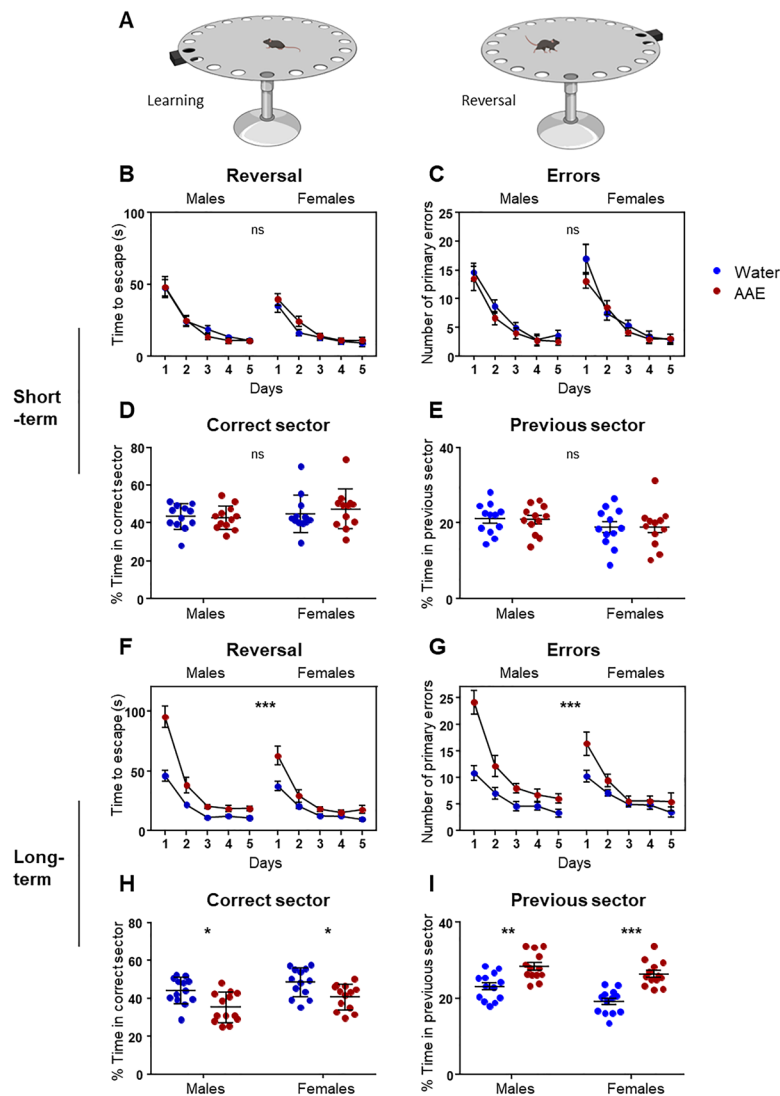 A
Learning
Reversal
B
Reversal
Males
Females
100
50
0
ns
Time to escape (s)
1 2 3 4 5 1 2 3 4 5
Days
C
Errors
Males
Females
25
20
15
10
5
0
ns
Number of primary errors
1 2 3 4 5 1 2 3 4 5
Days
Water
AAE
Short
-term
D
Correct sector
80
60
40
20
0
ns
% Time in correct sector
Males
Females
E
Previous sector
40
20
0
ns
% Time in previous sector
Males
Females
F
Reversal
Males
Females
100
50
0
***
Time to escape (s)
1 2 3 4 5 1 2 3 4 5
Days
G
Errors
Males
Females
25
20
15
10
5
0
***
Number of primary errors
1 2 3 4 5 1 2 3 4 5
Days
Long-
term
H
Correct sector
80
60
40
20
0
*
*
% Time in correct sector
Males
Females
I
Previous sector
40
20
0
**
***
% Time in previuous sector
Males
Females